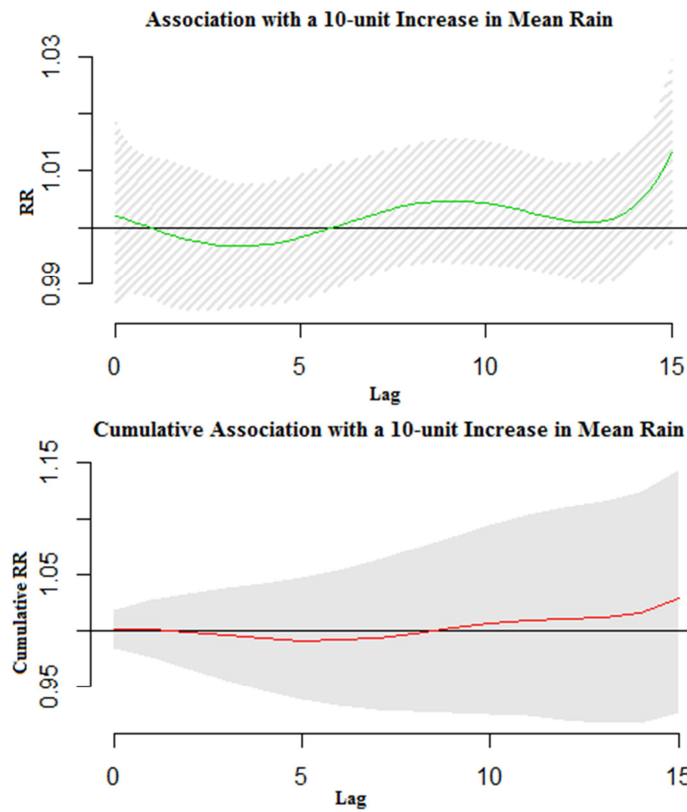 Association with a 10-unit Increase in Mean Rain
1.03
1.01
0.99
RR
0 5 10 15
Lag
Cumulative Association with a 10-unit Increase in Mean Rain
1.15
1.05
0.95
Cumulative RR
0 5 10 15
Lag